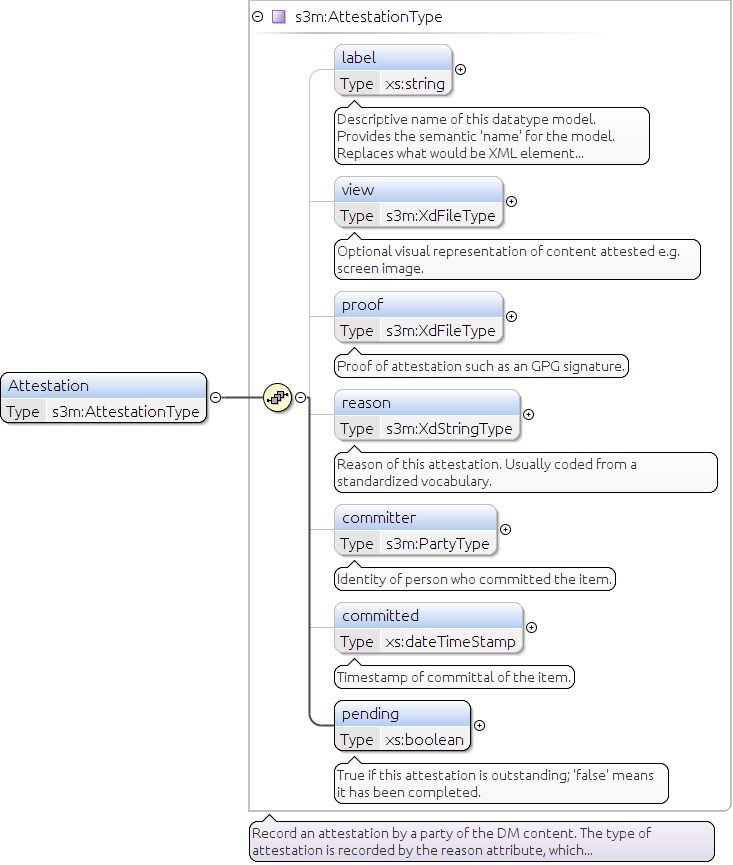 s3m:AttestationType
label
Type xs:string
Descriptive name of this datatype model.
Provides the semantic 'name' for the model.
Replaces what would be XML element...
view
Type s3m:XdFileType
Optional visual representation of content attested e.g.
screen image.
proof
Type s3m:XdFileType
Proof of attestation such as an GPG signature.
Attestation
Type s3m:AttestationType
reason
Type s3m:XdStringType
Reason of this attestation. Usually coded from a
standardized vocabulary.
committer
Type s3m:PartyType
Identity of person who committed the item.
committed
Type xs:dateTimeStamp
Timestamp of committal of the item.
pending
Type xs:boolean
True if this attestation is outstanding; 'false' means
it has been completed.
Record an attestation by a party of the DM content. The type of
attestation is recorded by the reason attribute, which...